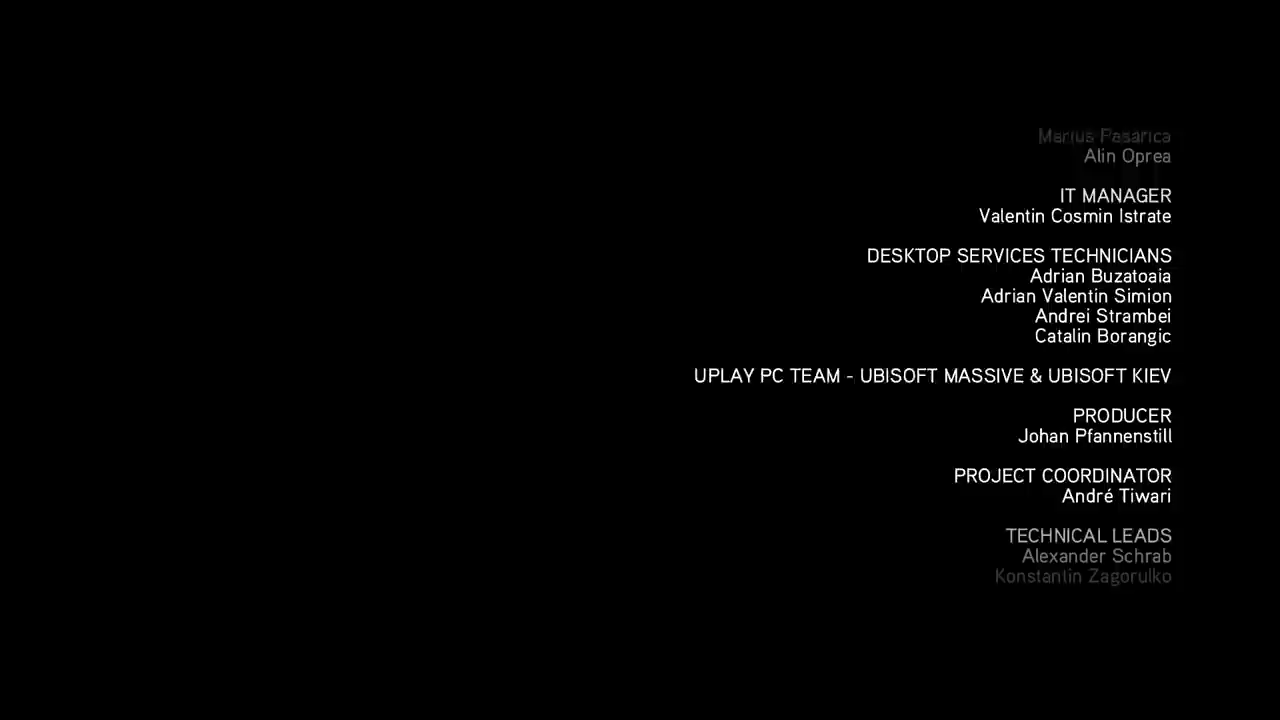 Marius Pasarica
Alin Oprea
IT MANAGER
Valentin Cosmin Istrate
DESKTOP SERVICES TECHNICIANS
Adrian Buzatoaia
Adrian Valentin Simion
Andrei Strambei
Catalin Borangic
UPLAY PC TEAM - UBISOFT MASSIVE & UBISOFT KIEV
PRODUCER
Johan Pfannenstill
PROJECT COORDINATOR
André Tiwari
TECHNICAL LEADS
Alexander Schrab
Konstantin Zagorulko